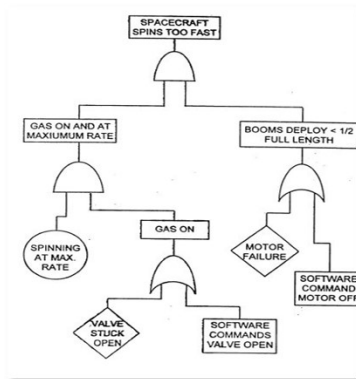 SPACECRAFT
SPINS TOO FAST
GAS ON AND AT
MAXIUMUM RATE
BOOMS DEPLOY < 1/2
FULL LENGTH
SPINNING
AT MAX.
RATE
GAS ON
MOTOR
FAILURE
SOFTWARE
COMMAND
MOTOR OFF
VALVE
STUCK
OPEN
SOFTWARE
COMMANDS
VALVE OPEN